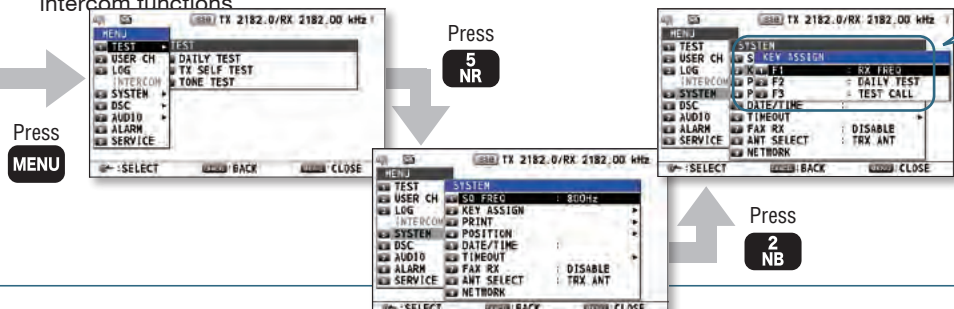 intercom functions
Press
MENU
SSB TX 2182.0/RX 2182.00 kHz
MENU
TEST
USER CH
LOG
INTERCOM
SYSTEM
DSC
AUDIO
ALARM
SERVICE
TEST
DAILY TEST
TX SELF TEST
TONE TEST
:SELECT :BACK :CLOSE
Press
5
NR
SSB TX 2182.0/RX 2182.00 kHz
MENU
TEST
USER CH
LOG
INTERCOM
SYSTEM
DSC
AUDIO
ALARM
SERVICE
SYSTEM
SQ FREQ : 800Hz
KEY ASSIGN
PRINT
POSITION
DATE/TIME :
TIMEOUT
FAX RX : DISABLE
ANT SELECT : TRX ANT
NETWORK
:SELECT :BACK :CLOSE
Press
2
NB
SSB TX 2182.0/RX 2182.00 kHz
MENU
TEST
USER CH
LOG
INTERCOM
SYSTEM
DSC
AUDIO
ALARM
SERVICE
SYSTEM
S
K
P
P
KEY ASSIGN
F1 : RX FREQ
F2 : DAILY TEST
F3 : TEST CALL
DATE/TIME :
TIMEOUT
FAX RX : DISABLE
ANT SELECT : TRX ANT
NETWORK
:SELECT :BACK :CLOSE